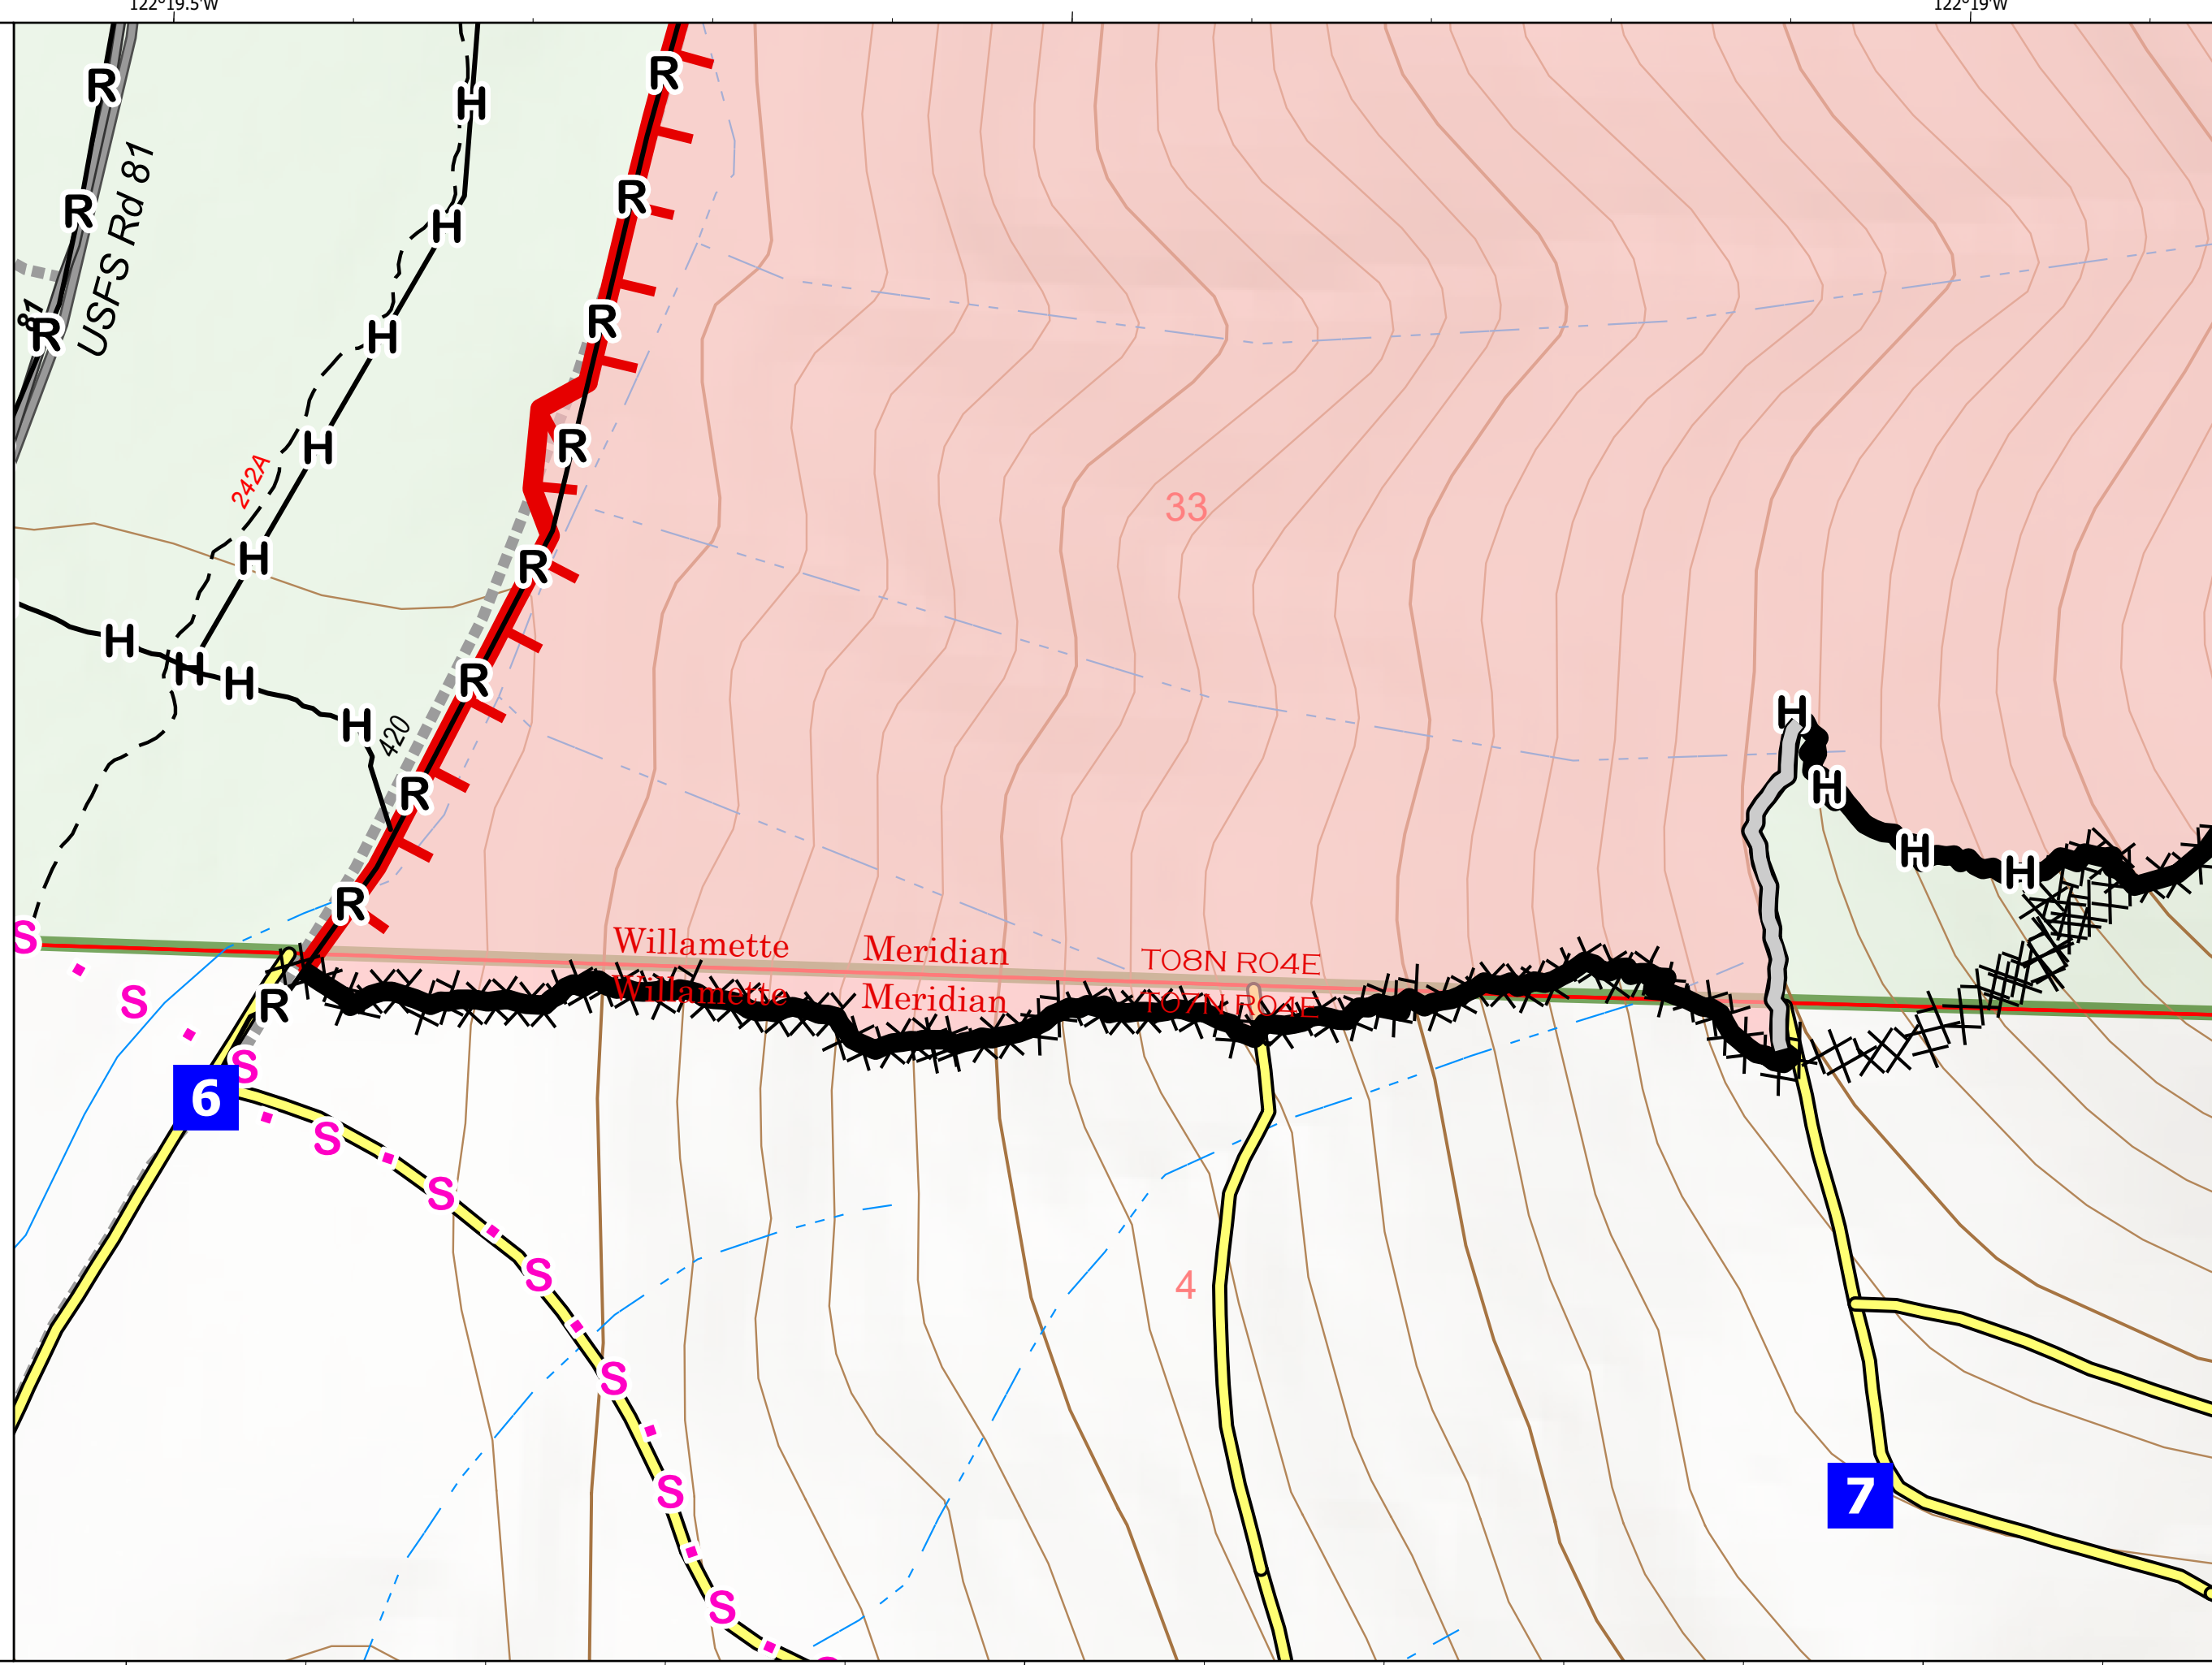 122°19.5'W
122°19'W
R
R
H
R
USFS Rd 81
R
R
H
81
R
R
H
R
H
242A
33
R
H
H
H
H
R
H
420
H
R
H
H
H
R
S
Willamette Meridian T08N R04E
Willamette Meridian T07N R04E
S
R
S
6
S
S
S
4
S
S
7
S